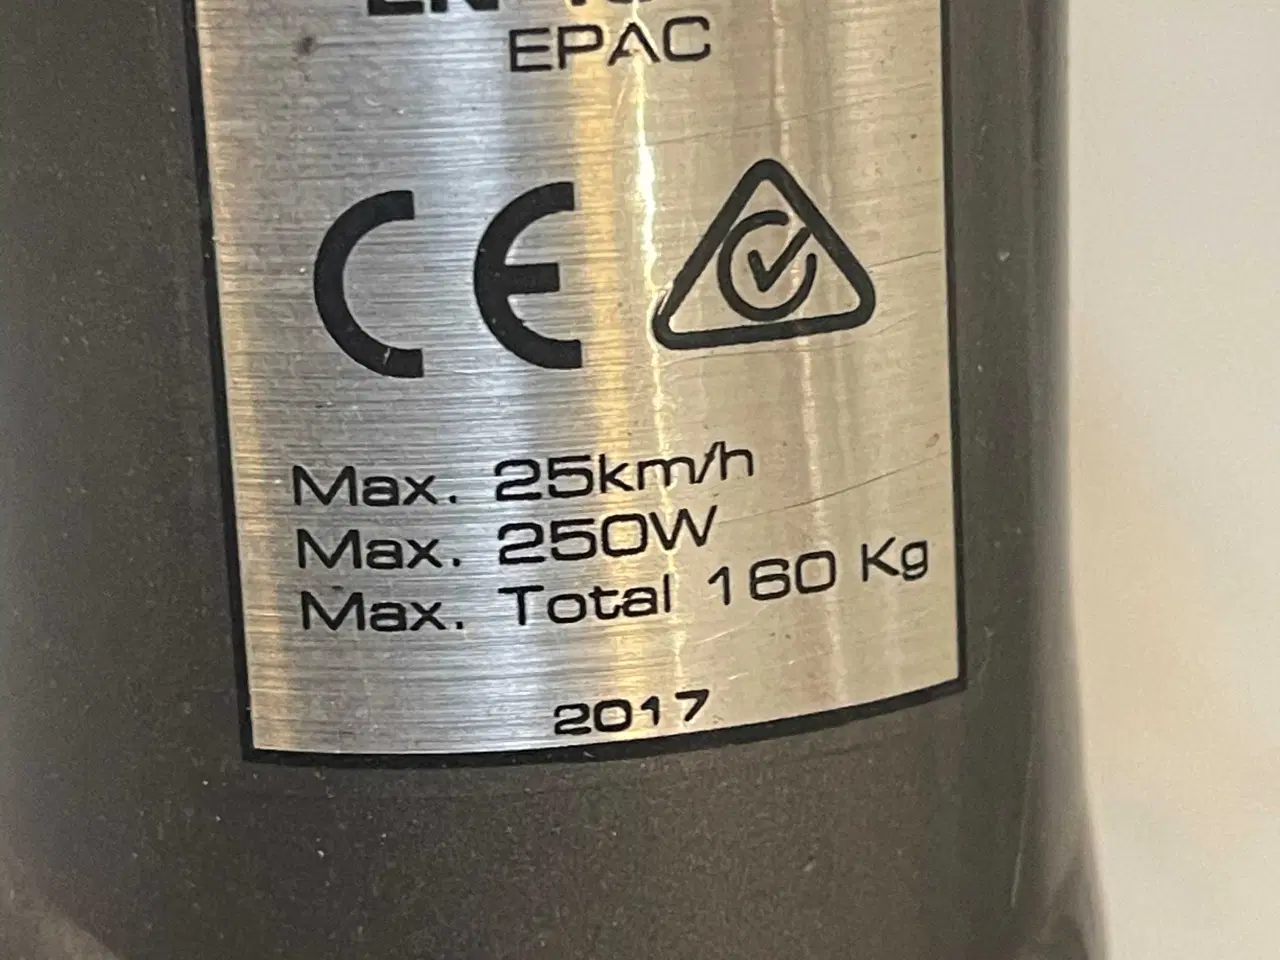 EPAC
CE
Max. 25km/h
Max. 250W
Max. Total 160 Kg
2017